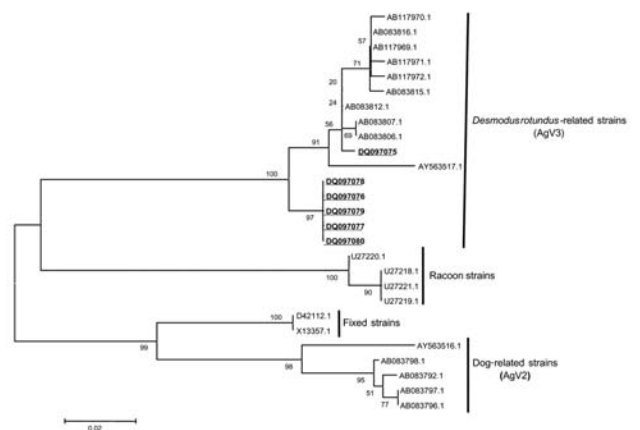 AB117970.1
AB083816.1
57
AB117969.1
71
AB117971.1
AB117972.1
20
AB083815.1
24
AB083812.1
56
AB083807.1
69
AB083806.1
91
DQ097075
AY563517.1
100
DQ097078
DQ097076
DQ097079
97
DQ097077
DQ097080
Desmodus rotundus-related strains
(AgV3)
U27220.1
100
U27218.1
90
U27221.1
U27219.1
Racoon strains
100
D42112.1
X13357.1
Fixed strains
99
AY563516.1
98
AB083798.1
95
AB083792.1
51
AB083797.1
77
AB083796.1
Dog-related strains
(AgV2)
0.02